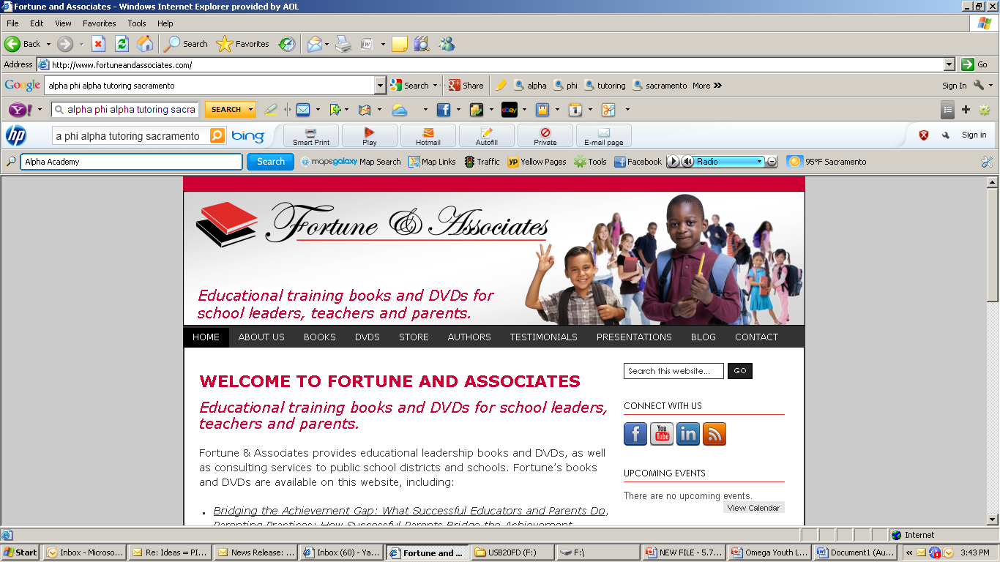 Fortune and Associates - Windows Internet Explorer provided by AOL
File Edit View Favorites Tools Help
Back Search Favorites
Address http://www.fortuneandassociates.com/ Go
Google alpha phi alpha tutoring sacramento Search Share alpha phi tutoring sacramento More Sign In
Y! alpha phi alpha tutoring sacra SEARCH ebay 1
hp a phi alpha tutoring sacramento bing Smart Print Play Hotmail Autofill Private E-mail page Sign in
Alpha Academy Search mapsgalaxy Map Search Map Links Traffic YP Yellow Pages Tools Facebook Radio 95°F Sacramento
Fortune & Associates
Educational training books and DVDs for
school leaders, teachers and parents.
HOME ABOUT US BOOKS DVDS STORE AUTHORS TESTIMONIALS PRESENTATIONS BLOG CONTACT
WELCOME TO FORTUNE AND ASSOCIATES
Educational training books and DVDs for school leaders,
teachers and parents.
Fortune & Associates provides educational leadership books and DVDs, as well
as consulting services to public school districts and schools. Fortune's books
and DVDs are available on this website, including:
Bridging the Achievement Gap: What Successful Educators and Parents Do,
Parenting Practices: How Successful Parents Bridge the Achievement
Search this website... GO
CONNECT WITH US
f You Tube in
UPCOMING EVENTS
There are no upcoming events.
View Calendar
Internet
Start Inbox - Microso... Re: Ideas = PI... News Release: ... Inbox (60) - Ya... Fortune and ... USB20FD (F:) F:\ NEW FILE - 5.7... Omega Youth L... Document1 (Au... 3:43 PM